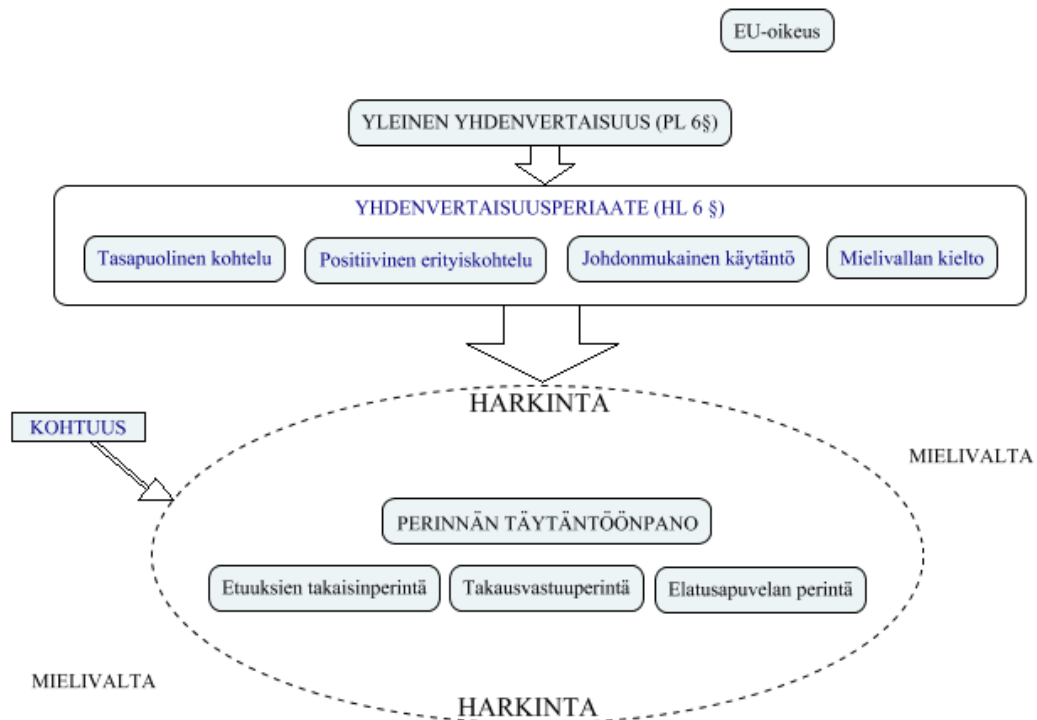 EU-oikeus
YLEINEN YHDENVERTAISUUS (PL 6§)
YHDENVERTAISUUSPERIAATE (HL 6 §)
Tasapuolinen kohtelu
Positiivinen erityiskohtelu
Johdonmukainen käytäntö
Mielivallan kielto
HARKINTA
KOHTUUS
MIELIVALTA
PERINNÄN TÄYTÄNTÖÖNPANO
Etuuksien takaisinperintä
Takausvastuuperintä
Elatusapuvelan perintä
MIELIVALTA
HARKINTA